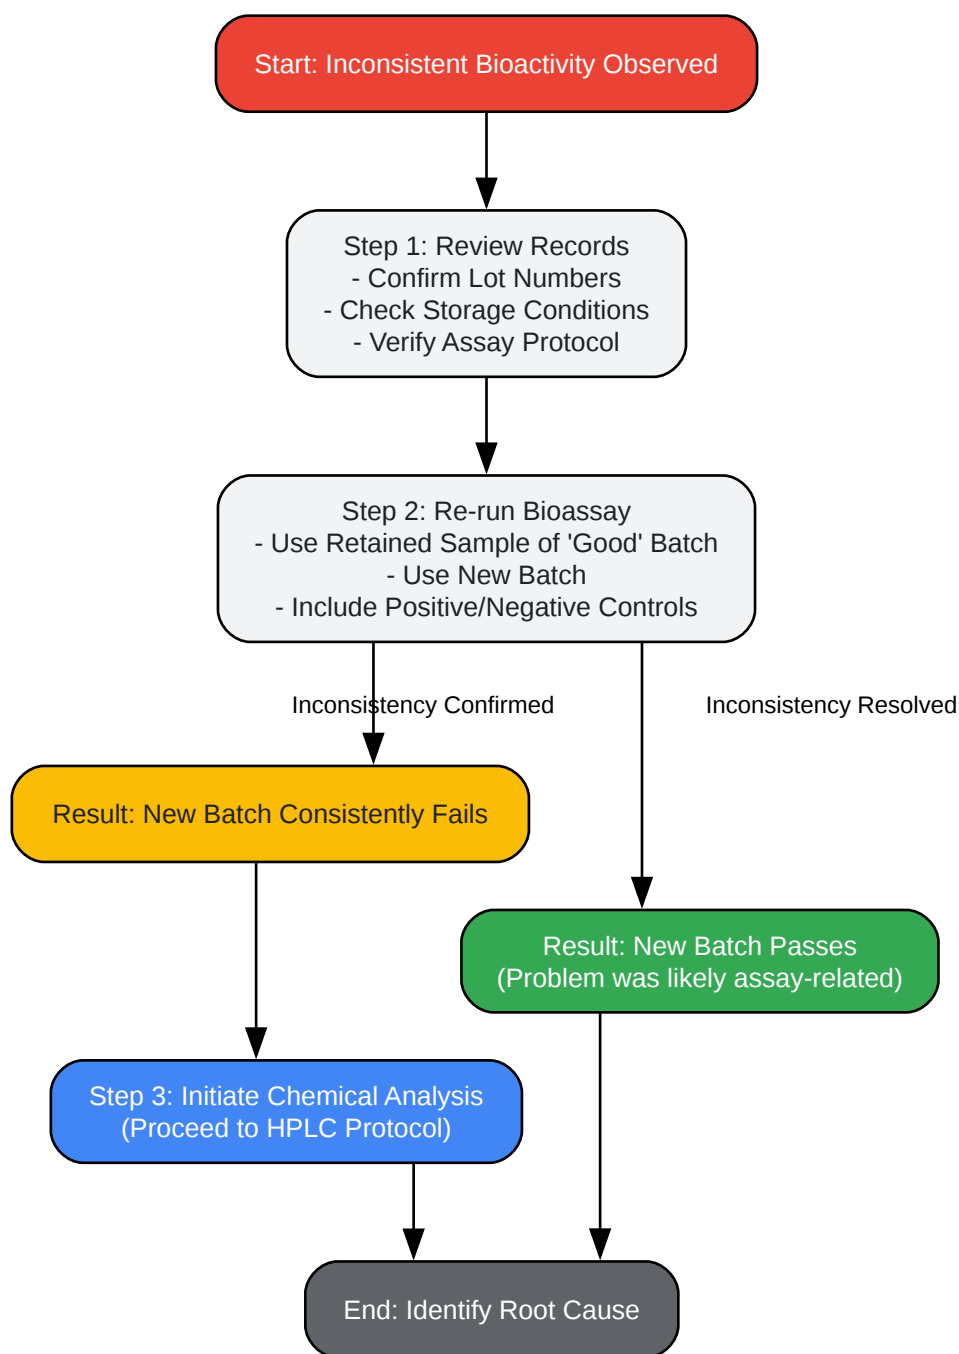 Start: Inconsistent Bioactivity Observed
Step 1: Review Records
- Confirm Lot Numbers
- Check Storage Conditions
- Verify Assay Protocol
Step 2: Re-run Bioassay
- Use Retained Sample of 'Good' Batch
- Use New Batch
- Include Positive/Negative Controls
Inconsistency Confirmed
Inconsistency Resolved
Result: New Batch Consistently Fails
Result: New Batch Passes
(Problem was likely assay-related)
Step 3: Initiate Chemical Analysis
(Proceed to HPLC Protocol)
End: Identify Root Cause